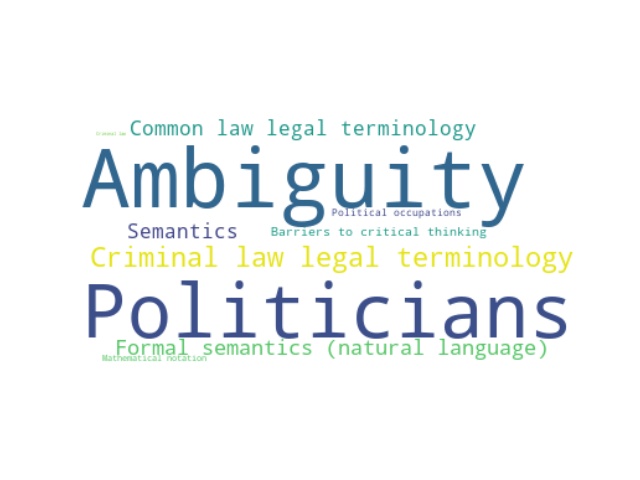 Common law legal terminology
Criminal law
Ambiguity
Political occupations
Semantics
Barriers to critical thinking
Criminal law legal terminology
Politicians
Formal semantics (natural language)
Mathematical notation